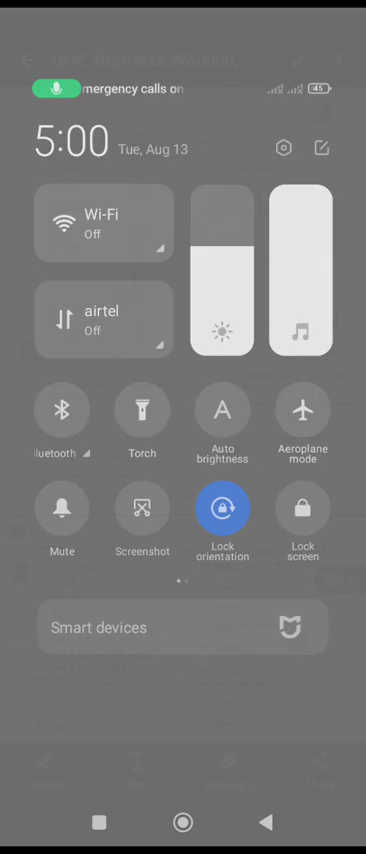 mergency calls on
45
5:00 Tue, Aug 13
Wi-Fi
Off
airtel
Off
luetooth
Torch
Auto
brightness
Aeroplane
mode
Mute
Screenshot
Lock
orientation
Lock
screen
Smart devices